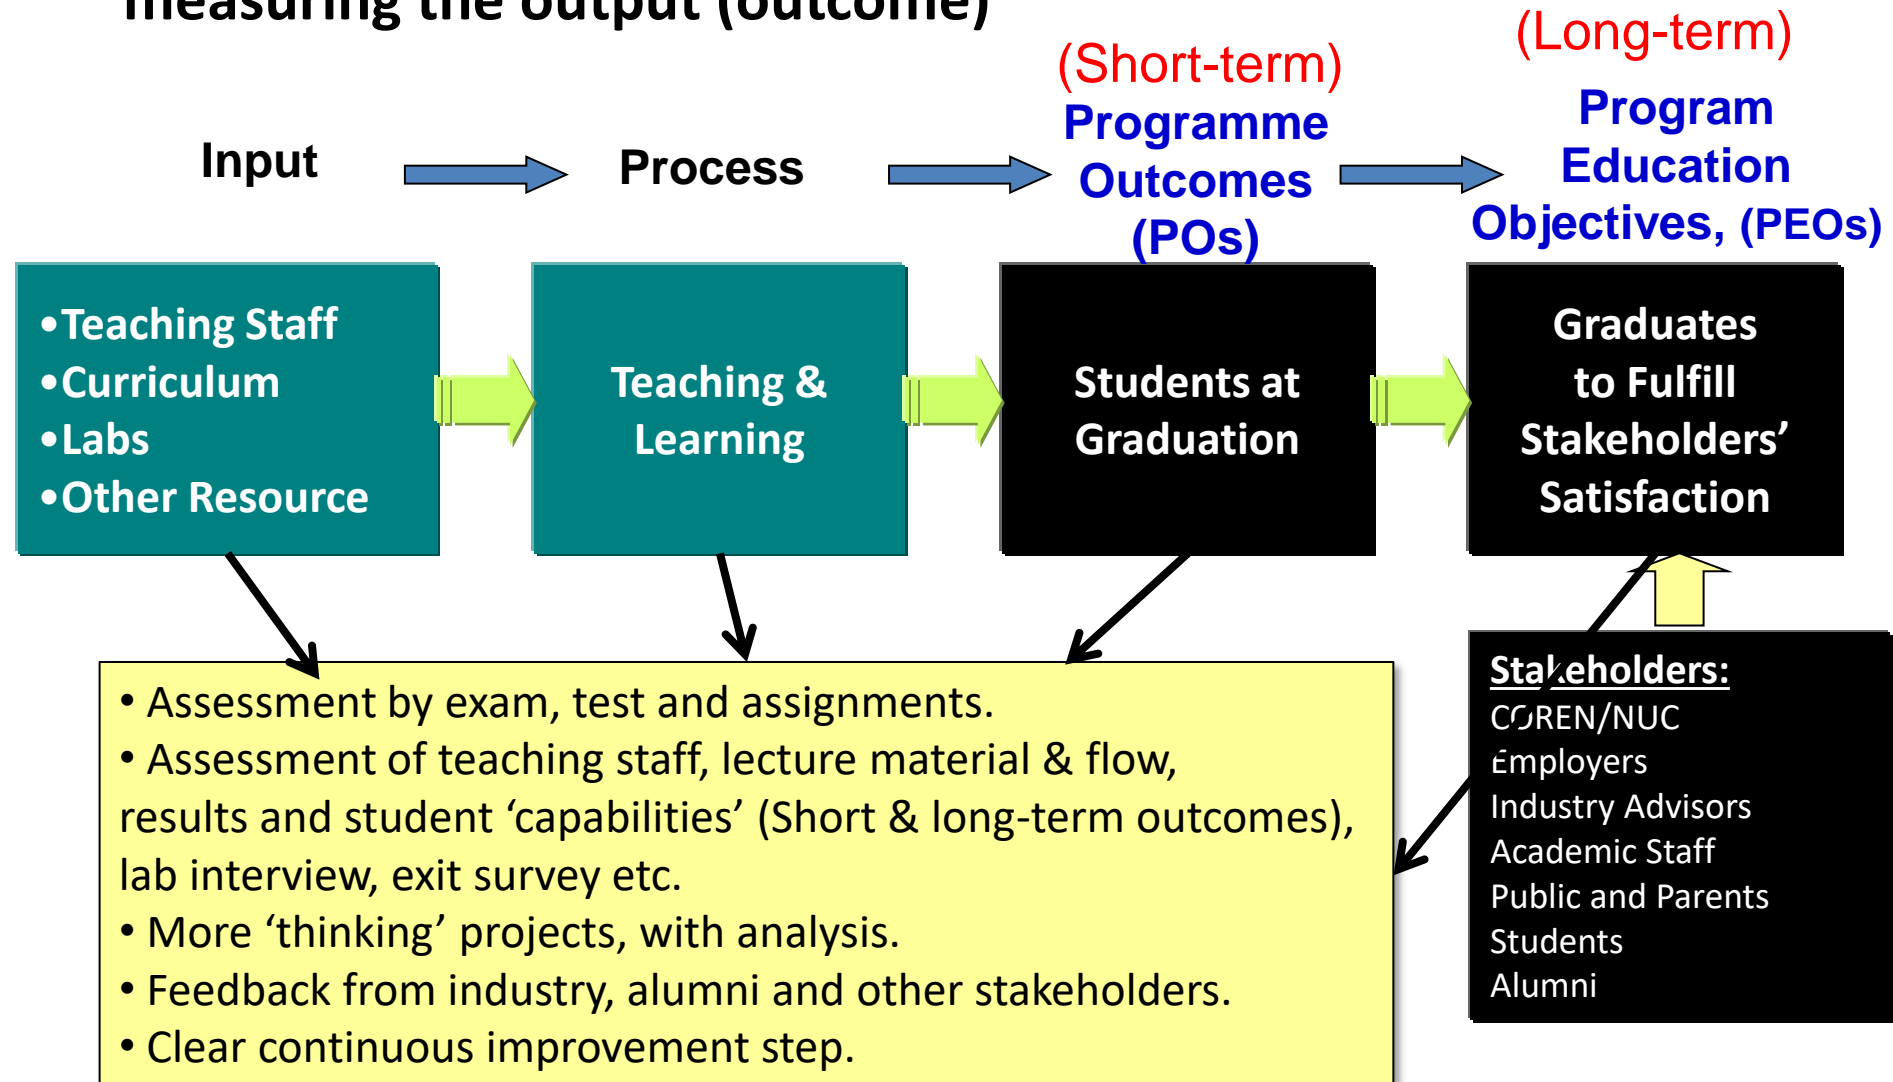 measuring the output (outcome)
(Short-term)
(Long-term)
Input
Process
Programme
Outcomes
(POs)
Program
Education
Objectives, (PEOs)
•Teaching Staff
•Curriculum
•Labs
•Other Resource
Teaching &
Learning
Students at
Graduation
Graduates
to Fulfill
Stakeholders’
Satisfaction
• Assessment by exam, test and assignments.
• Assessment of teaching staff, lecture material & flow,
results and student ‘capabilities’ (Short & long-term outcomes),
lab interview, exit survey etc.
• More ‘thinking’ projects, with analysis.
• Feedback from industry, alumni and other stakeholders.
• Clear continuous improvement step.
Stakeholders:
COREN/NUC
Employers
Industry Advisors
Academic Staff
Public and Parents
Students
Alumni